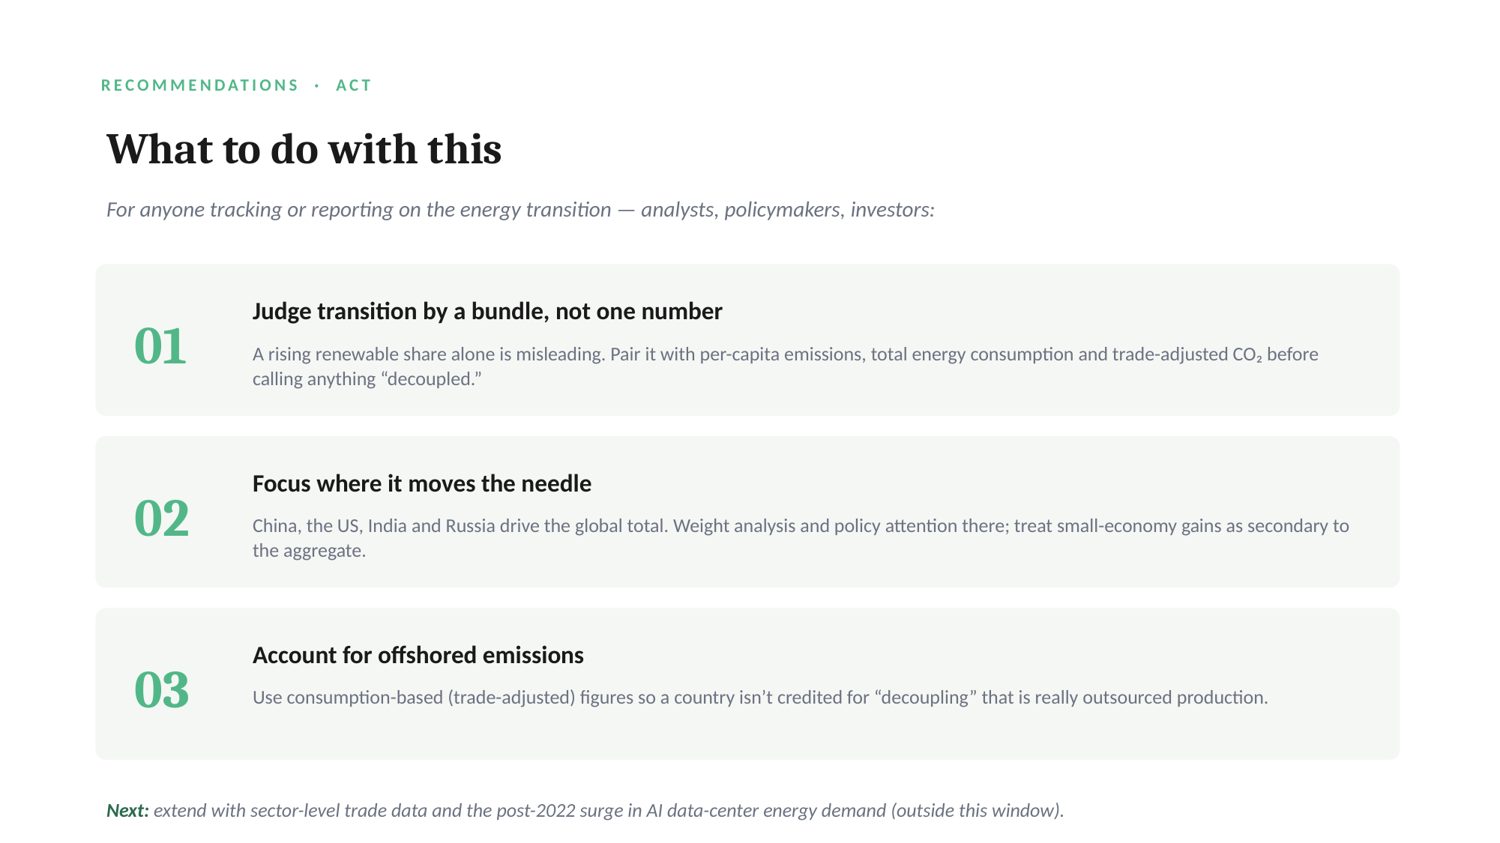 RECOMMENDATIONS · ACT
What to do with this
For anyone tracking or reporting on the energy transition — analysts, policymakers, investors:
01
Judge transition by a bundle, not one number
A rising renewable share alone is misleading. Pair it with per-capita emissions, total energy consumption and trade-adjusted CO₂ before
calling anything “decoupled.”
02
Focus where it moves the needle
China, the US, India and Russia drive the global total. Weight analysis and policy attention there; treat small-economy gains as secondary to
the aggregate.
03
Account for offshored emissions
Use consumption-based (trade-adjusted) figures so a country isn’t credited for “decoupling” that is really outsourced production.
Next: extend with sector-level trade data and the post-2022 surge in AI data-center energy demand (outside this window).